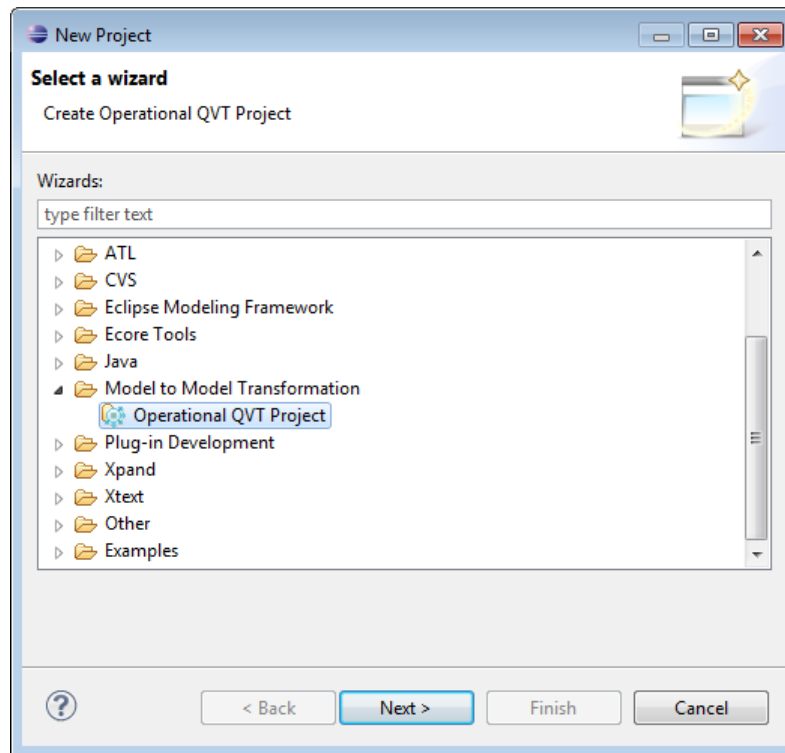 New Project
Select a wizard
Create Operational QVT Project
Wizards:
type filter text
ATL
CVS
Eclipse Modeling Framework
Ecore Tools
Java
Model to Model Transformation
Operational QVT Project
Plug-in Development
Xpand
Xtext
Other
Examples
? < Back Next > Finish Cancel